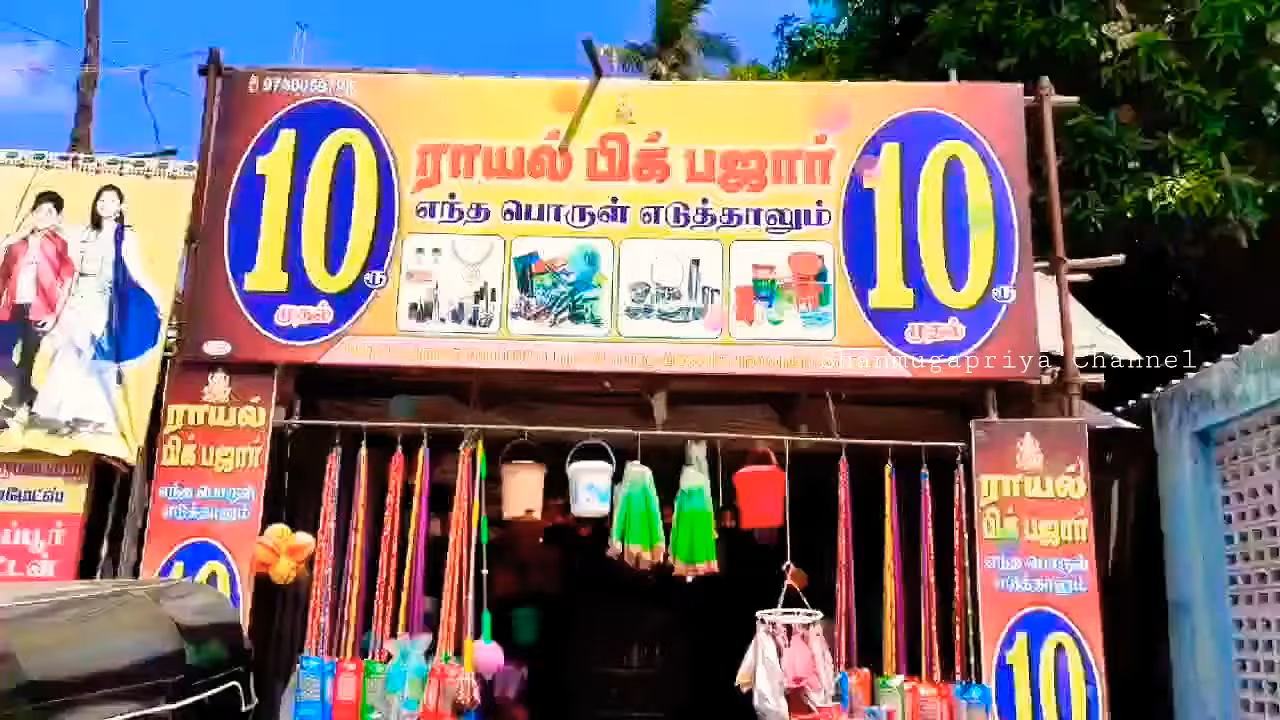 10
ரூ
முதல்
ராயல் பிக் பஜார்
எந்த பொருள் எடுத்தாலும்
10
ரூ
முதல்
Shanmugapriya Channel
ராயல்
பிக் பஜார்
எந்த பொருள்
எடுத்தாலும்
10
ராயல்
பிக் பஜார்
எந்த பொருள்
எடுத்தாலும்
10